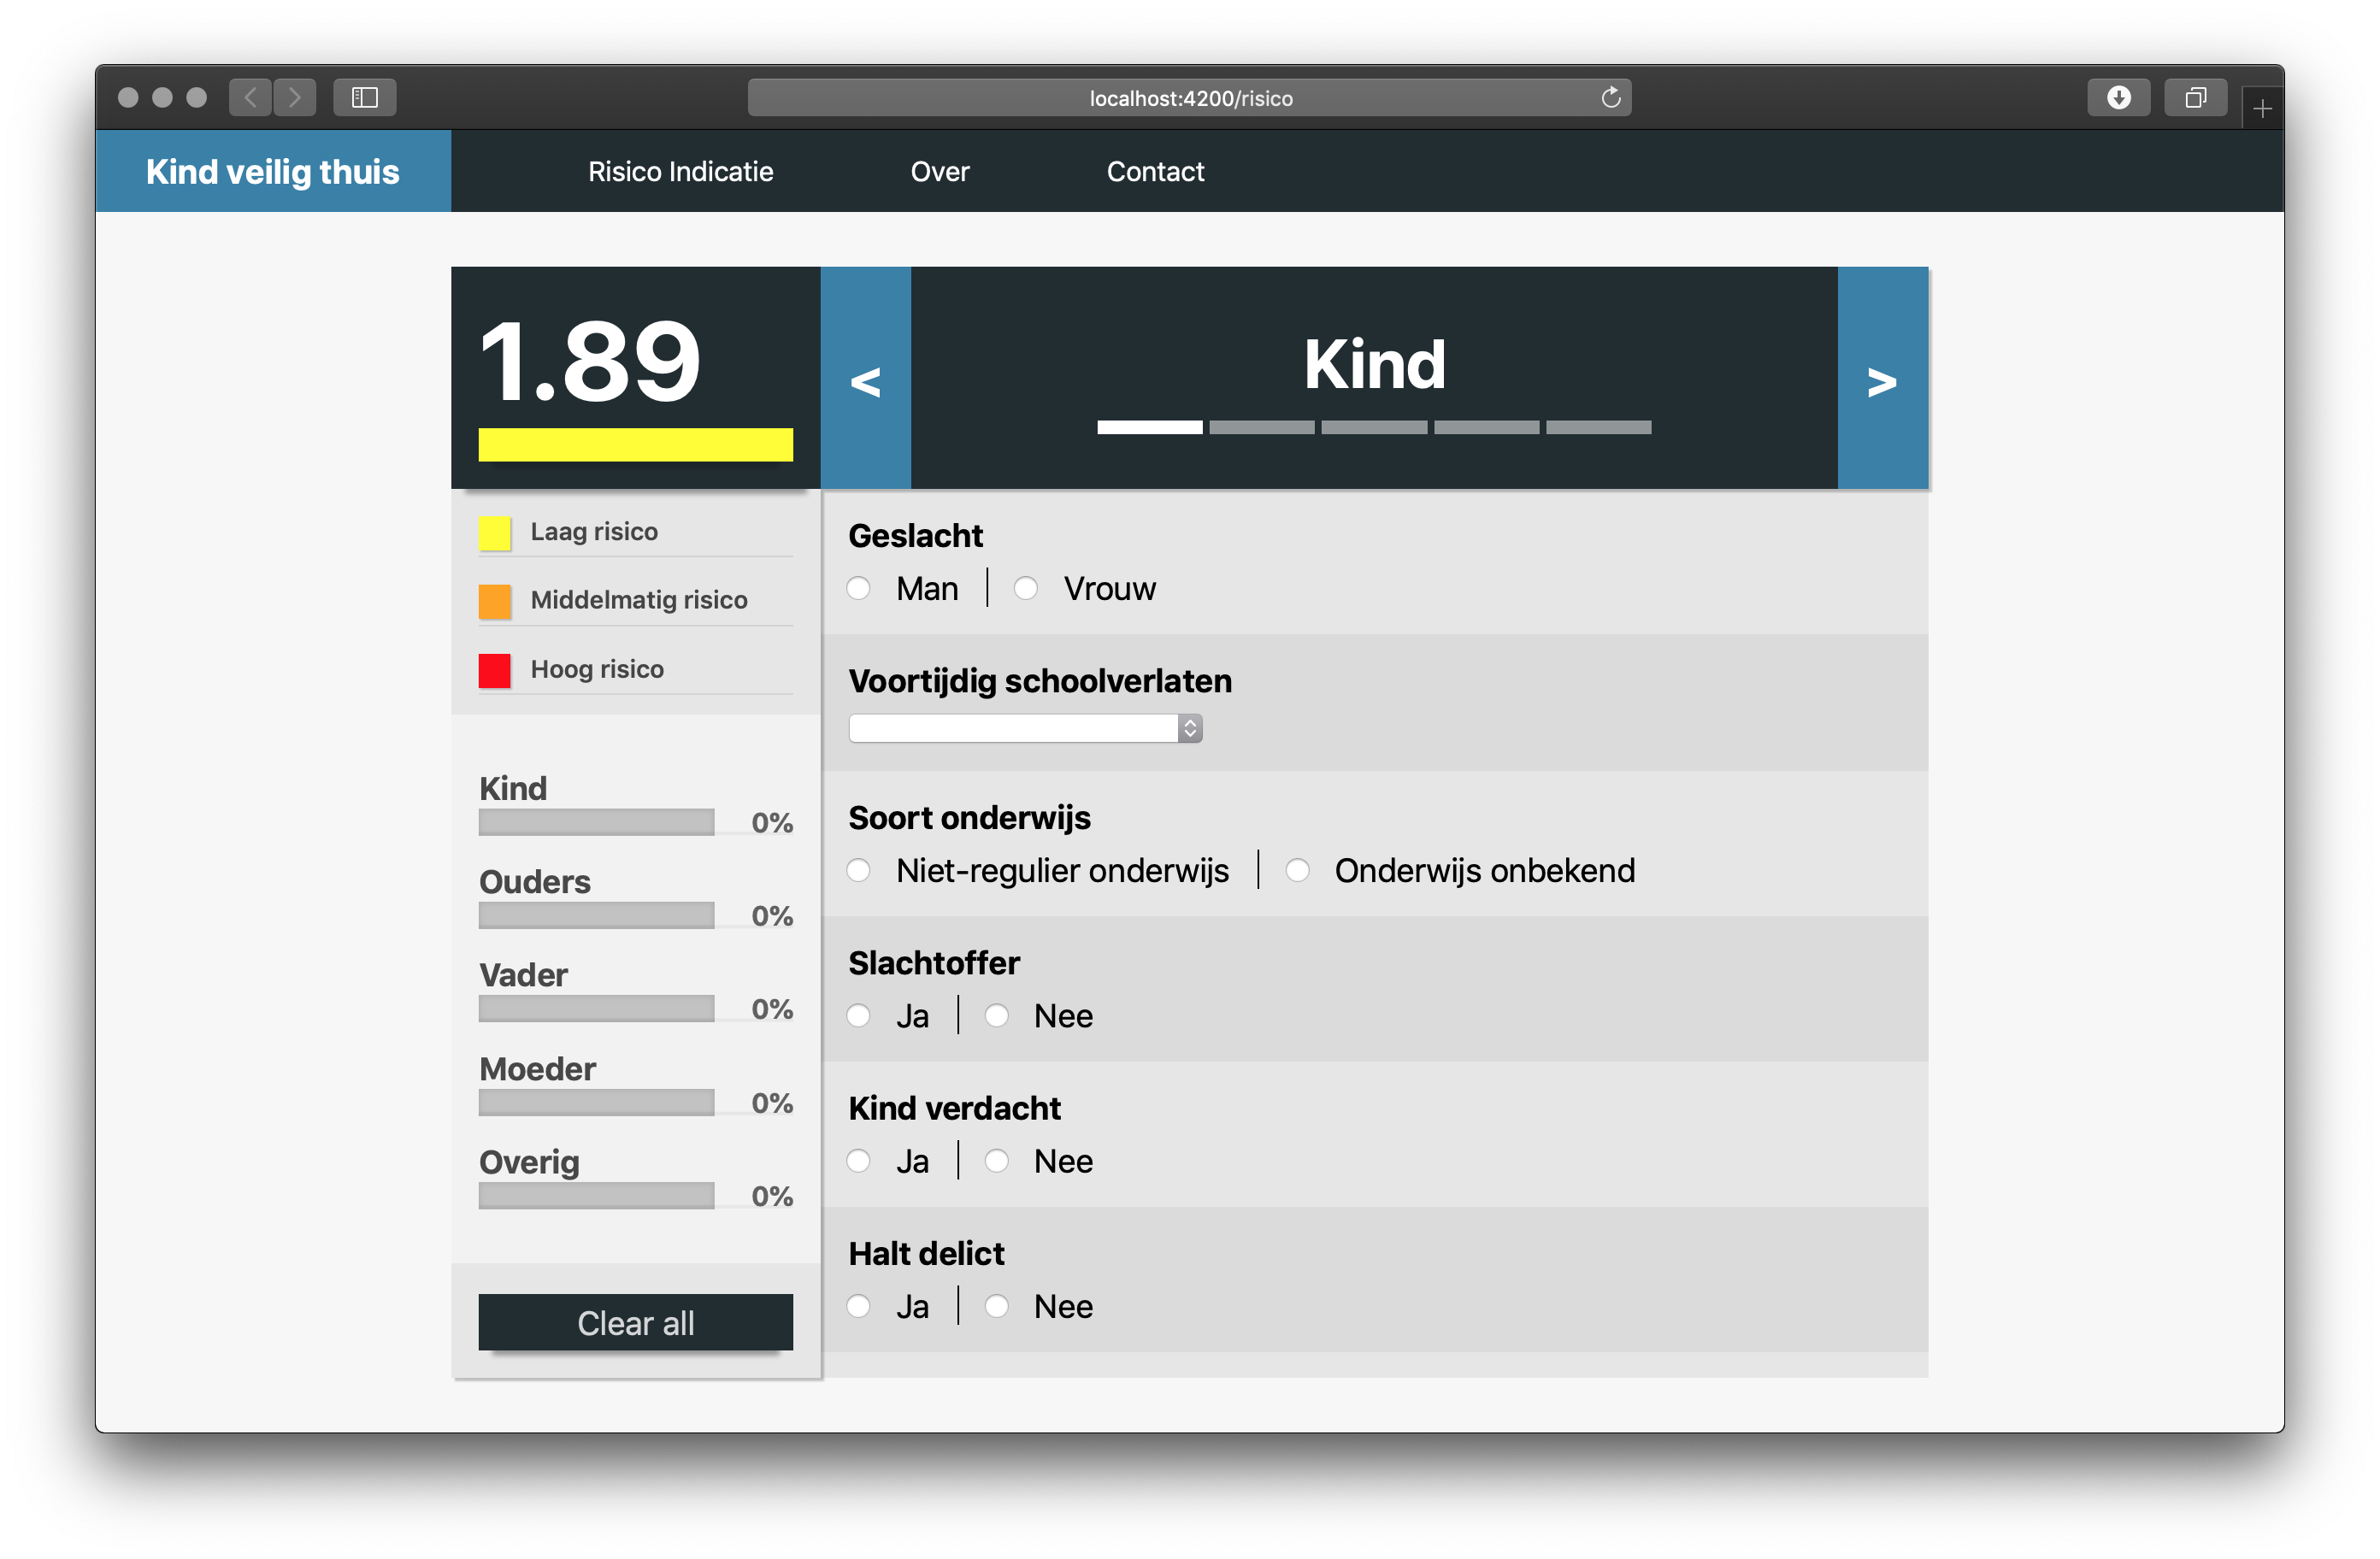 localhost:4200/risico
Kind veilig thuis
Risico Indicatie
Over
Contact
1.89
<
Kind
>
Laag risico
Middelmatig risico
Hoog risico
Kind
0%
Ouders
0%
Vader
0%
Moeder
0%
Overig
0%
Clear all
Geslacht
Man | Vrouw
Voortijdig schoolverlaten
Soort onderwijs
Niet-regulier onderwijs | Onderwijs onbekend
Slachtoffer
Ja | Nee
Kind verdacht
Ja | Nee
Halt delict
Ja | Nee